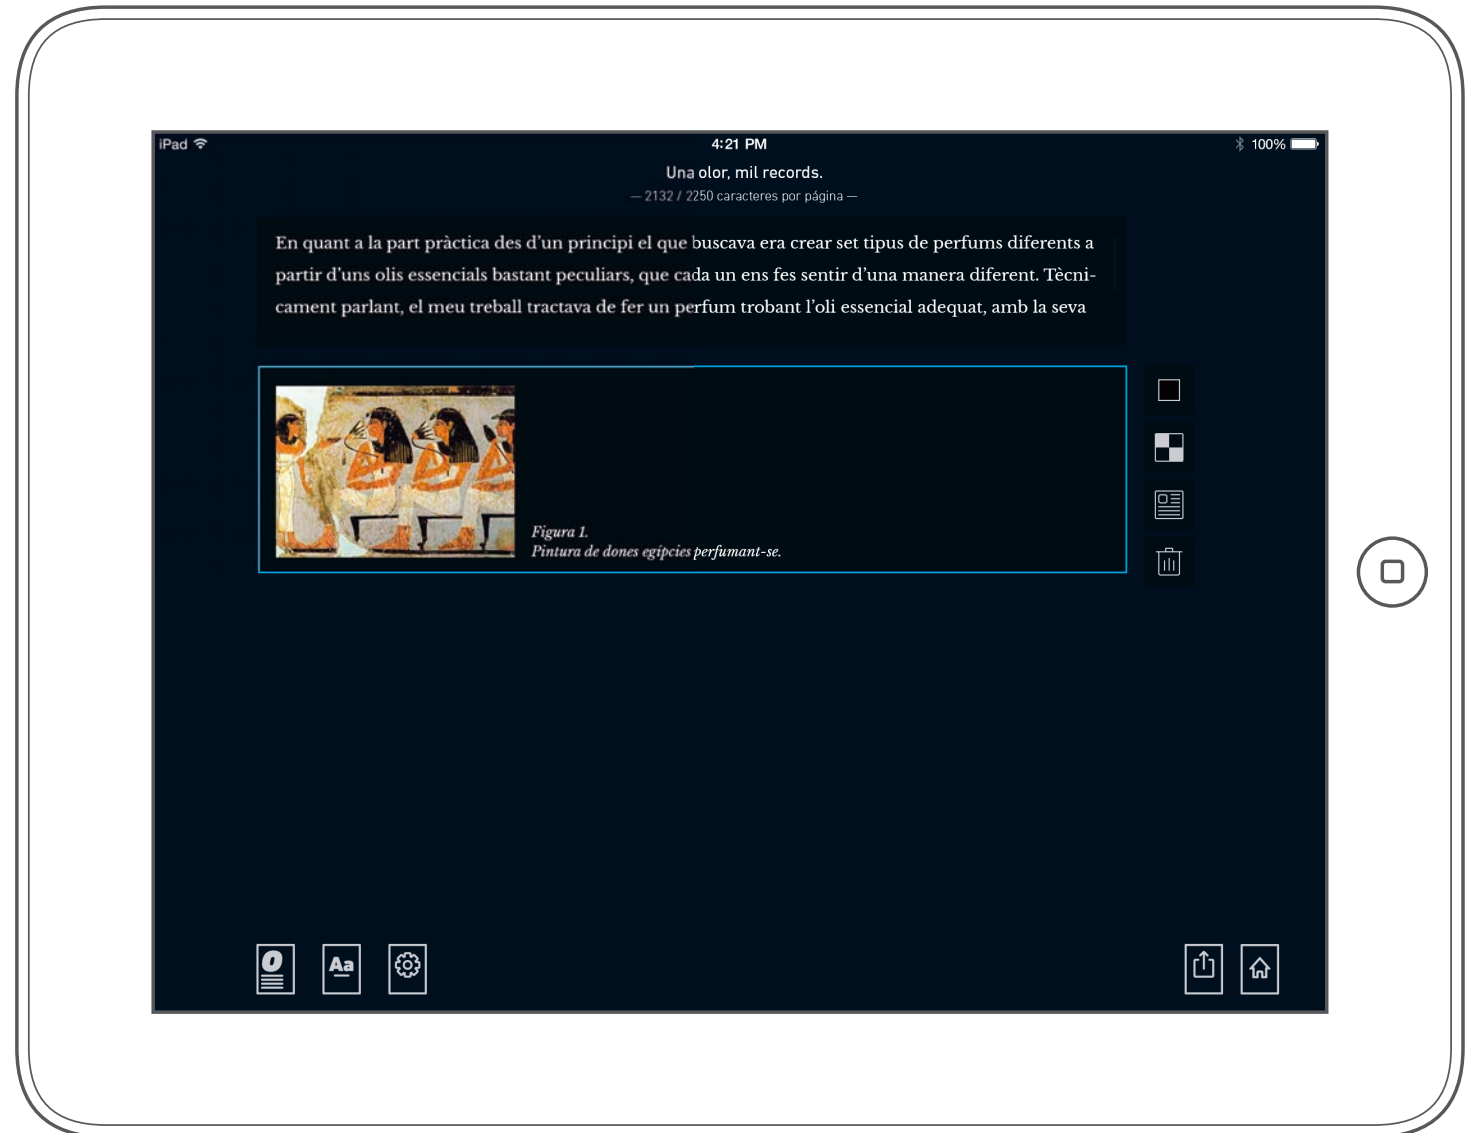 iPad
4:21 PM
100%
Una olor, mil records.
— 2132 / 2250 caracteres por página —
En quant a la part pràctica des d’un principi el que buscava era crear set tipus de perfums diferents a
partir d’uns olis essencials bastant peculiars, que cada un ens fes sentir d’una manera diferent. Tècni-
cament parlant, el meu treball tractava de fer un perfum trobant l’oli essencial adequat, amb la seva
Figura 1.
Pintura de dones egípcies perfumant-se.
O
Aa